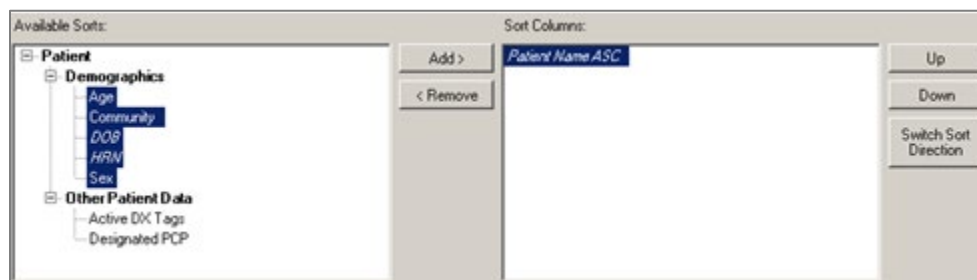 Available Sorts:
Patient
Demographics
Age
Community
DOB
HRN
Sex
Other Patient Data
Active DX Tags
Designated PCP
Add >
< Remove
Sort Columns:
Patient Name ASC
Up
Down
Switch Sort
Direction